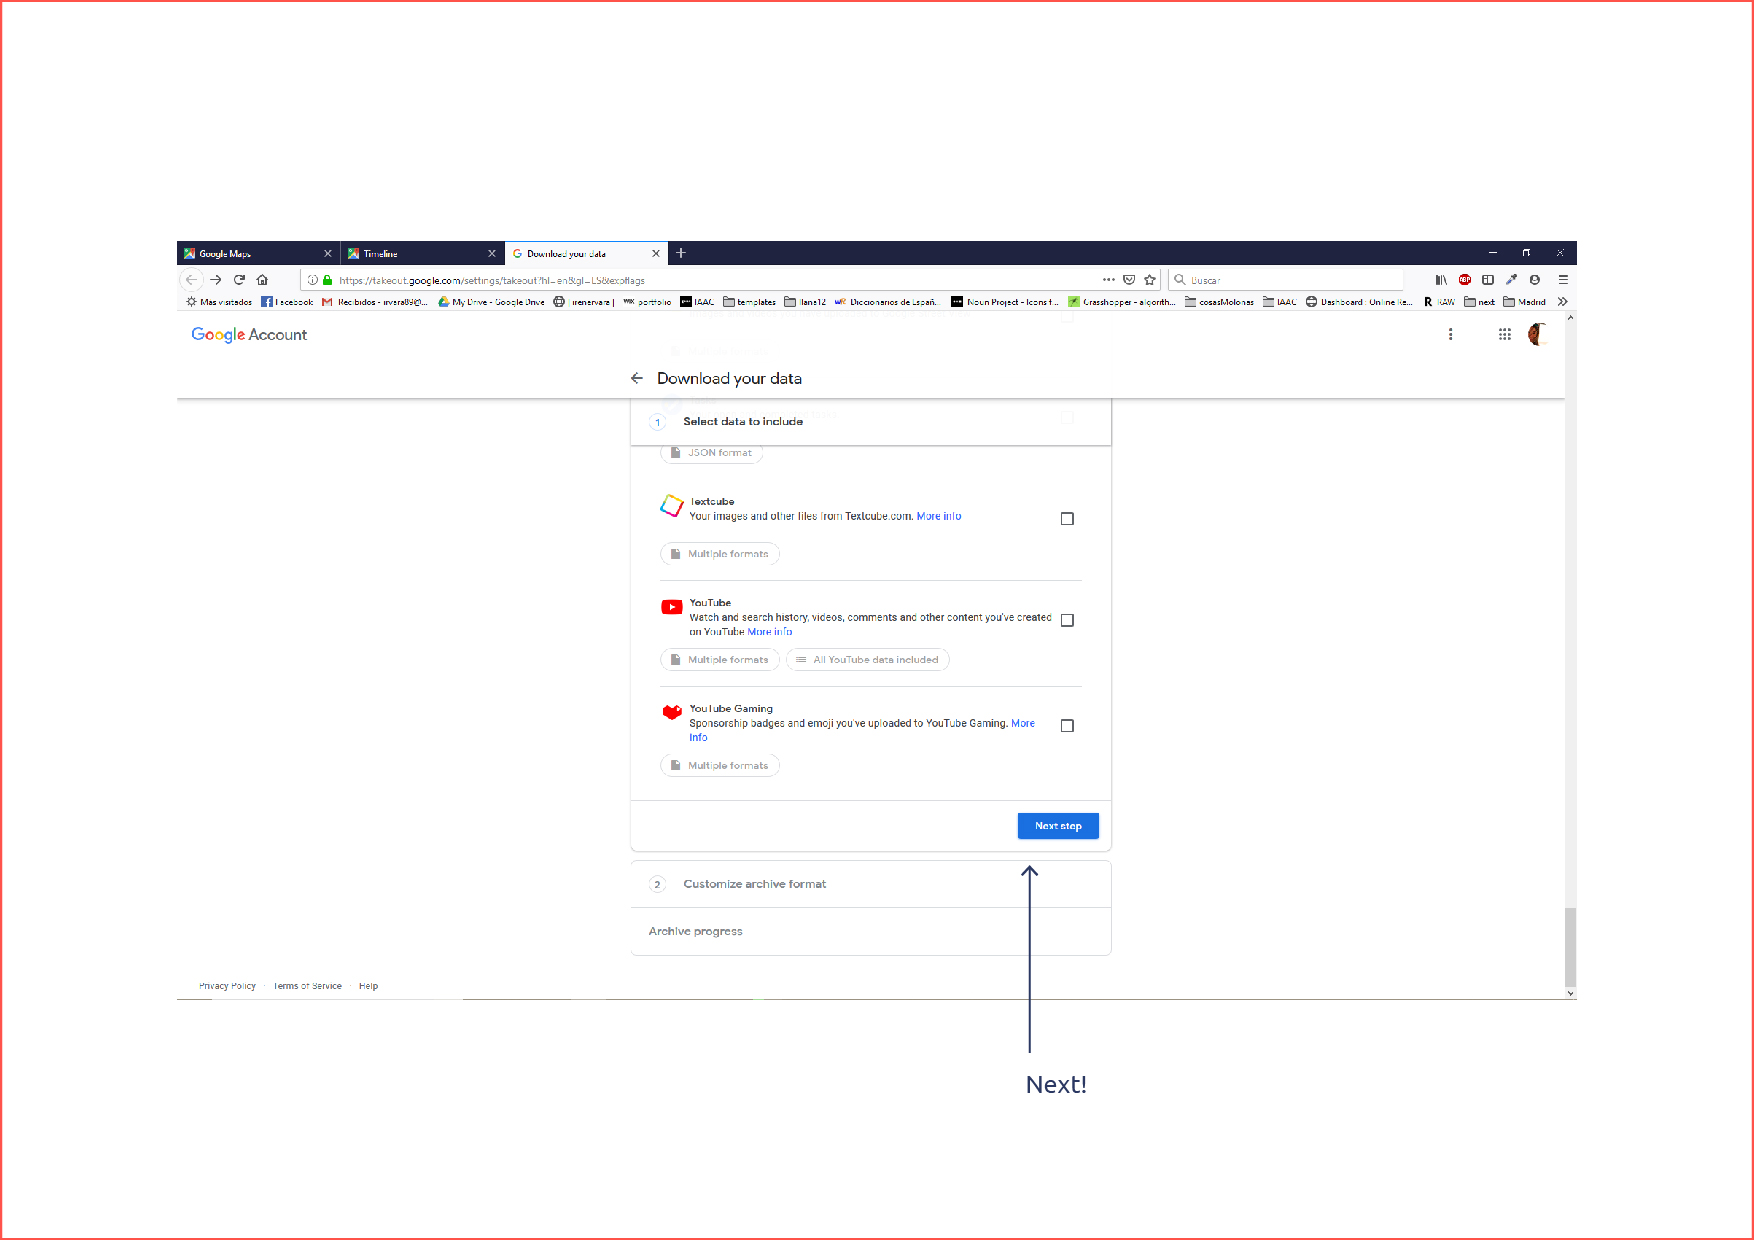 Google Maps
Timeline
Download your data
https://takeout.google.com/settings/takeout?hl=en&gl=ES&expflags
Buscar
Más visitados
Facebook
Recibidos - irvara89@...
My Drive - Google Drive
portfolio
IAAC
templates
llana12
Diccionarios de Españ...
Noun Project - Icons f...
Grasshopper - algorith...
cosasMolonas
IAAC
Dashboard : Online Re...
RAW
next
Madrid
Google Account
Download your data
1 Select data to include
JSON format
Textcube
Your images and other files from Textcube.com. More info
Multiple formats
YouTube
Watch and search history, videos, comments and other content you've created
on YouTube More info
Multiple formats
All YouTube data included
YouTube Gaming
Sponsorship badges and emoji you've uploaded to YouTube Gaming. More
info
Multiple formats
Next step
2 Customize archive format
Archive progress
Privacy Policy · Terms of Service · Help
Next!